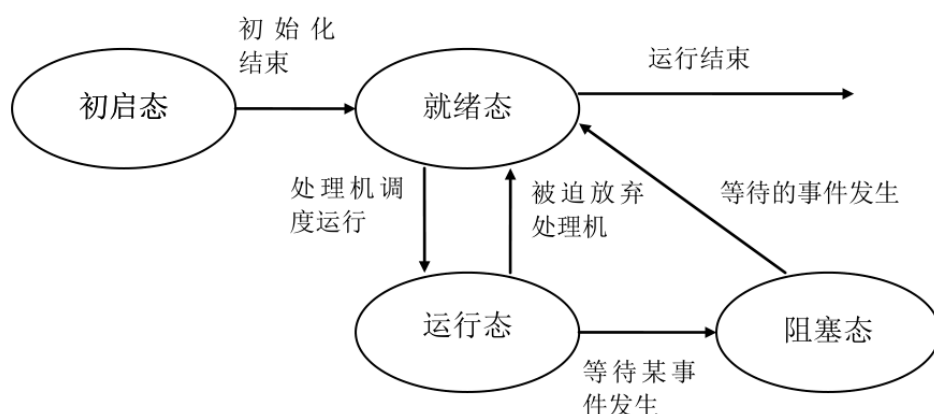 初始化
结束
运行结束
初启态
就绪态
处理机调
度运行
被迫放弃
处理机
等待的事件发生
运行态
阻塞态
等待某事
件发生